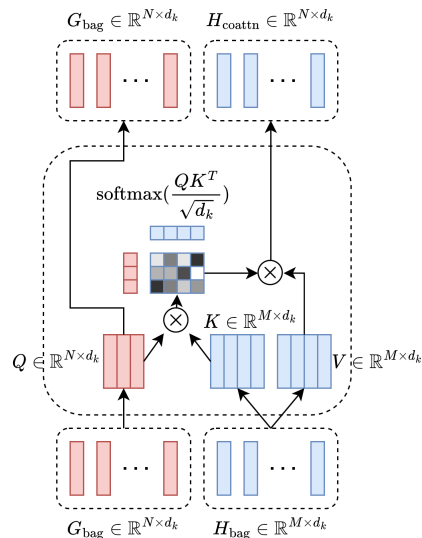 G_bag ∈ ℝ^{N×d_k} H_coattn ∈ ℝ^{N×d_k}
... ...
softmax(QK^T / √d_k)
⊗
⊗ K ∈ ℝ^{M×d_k}
Q ∈ ℝ^{N×d_k} V ∈ ℝ^{M×d_k}
... ...
G_bag ∈ ℝ^{N×d_k} H_bag ∈ ℝ^{M×d_k}